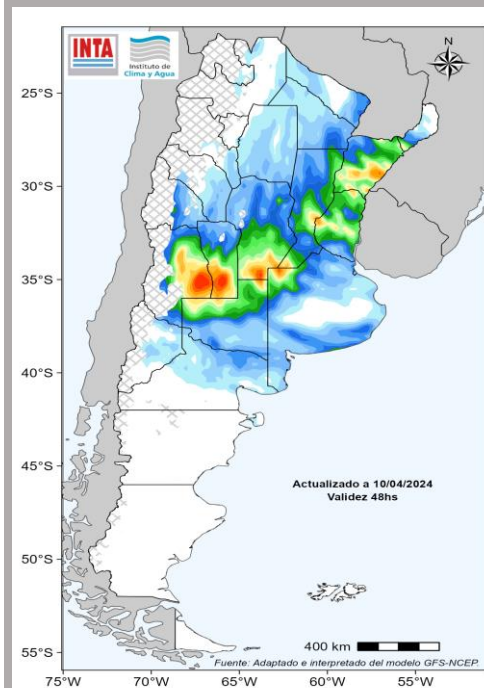 INTA
Instituto de
Clima y Agua
N
25°S
30°S
35°S
40°S
45°S
50°S
55°S
Actualizado a 10/04/2024
Validez 48hs
400 km
Fuente: Adaptado e interpretado del modelo GFS-NCEP.
75°W
70°W
65°W
60°W
55°W